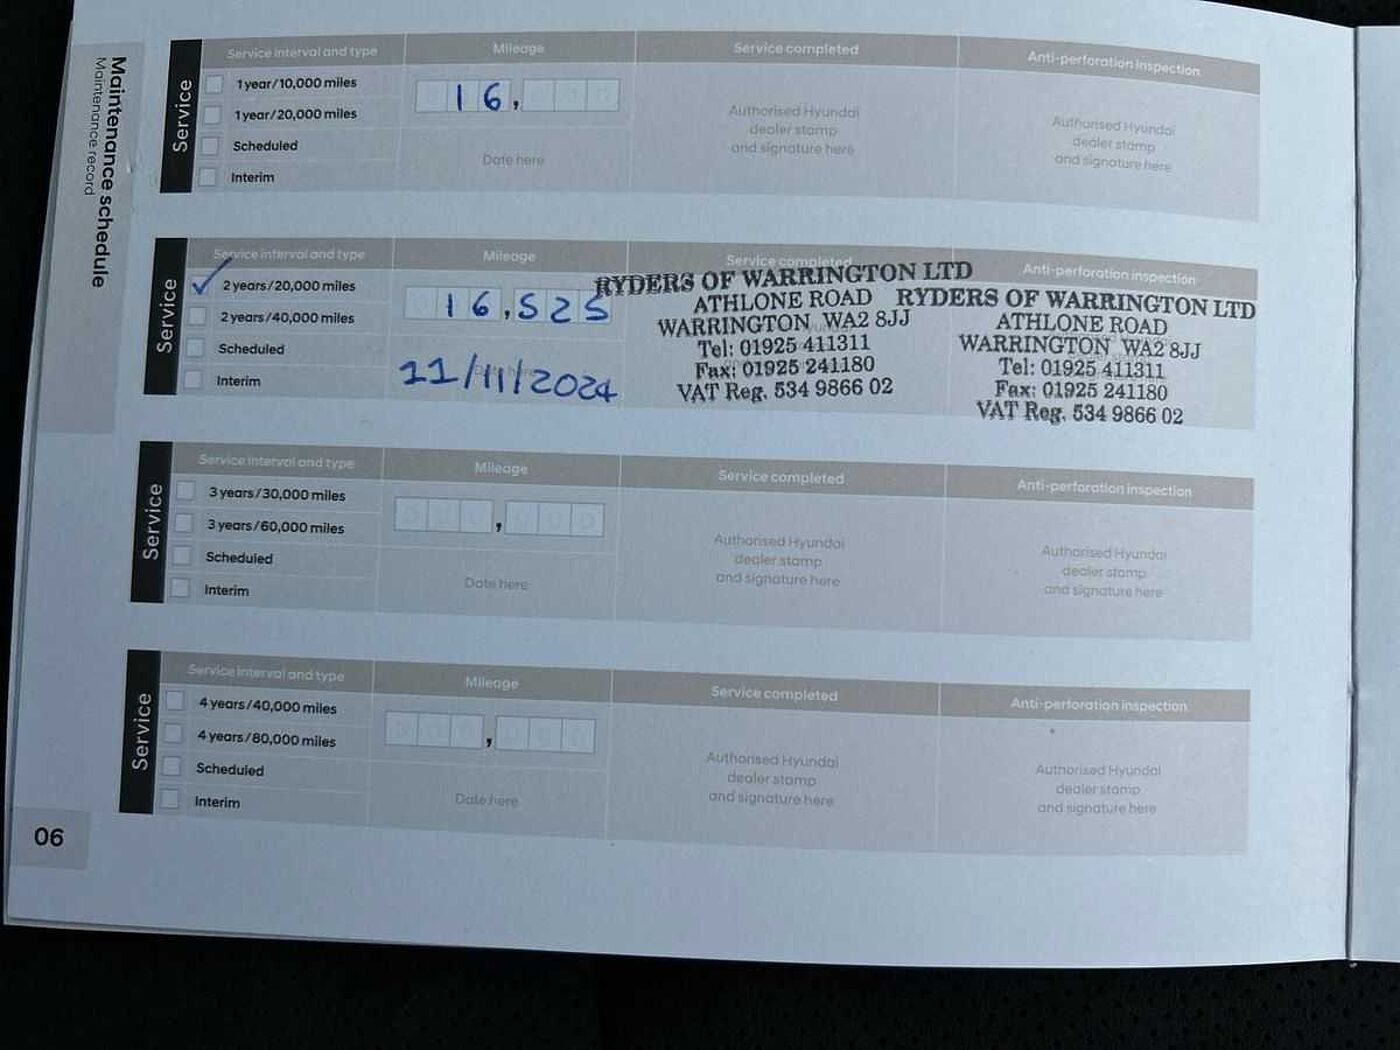 Maintenance schedule
Maintenance record
Service
Service interval and type
Mileage
Service completed
Anti-perforation inspection
1 year/10,000 miles
1 year/20,000 miles
Scheduled
Interim
16,
Date here
Authorised Hyundai
dealer stamp
and signature here
Authorised Hyundai
dealer stamp
and signature here
Service
Service interval and type
Mileage
Service completed
Anti-perforation inspection
2 years/20,000 miles
2 years/40,000 miles
Scheduled
Interim
16,525
Date here
11/11/2024
RYDERS OF WARRINGTON LTD
ATHLONE ROAD
WARRINGTON WA2 8JJ
Tel: 01925 411311
Fax: 01925 241180
VAT Reg. 534 9866 02
RYDERS OF WARRINGTON LTD
ATHLONE ROAD
WARRINGTON WA2 8JJ
Tel: 01925 411311
Fax: 01925 241180
VAT Reg. 534 9866 02
Service
Service interval and type
Mileage
Service completed
Anti-perforation inspection
3 years/30,000 miles
3 years/60,000 miles
Scheduled
Interim
,
Date here
Authorised Hyundai
dealer stamp
and signature here
Authorised Hyundai
dealer stamp
and signature here
Service
Service interval and type
Mileage
Service completed
Anti-perforation inspection
4 years/40,000 miles
4 years/80,000 miles
Scheduled
Interim
,
Date here
Authorised Hyundai
dealer stamp
and signature here
Authorised Hyundai
dealer stamp
and signature here
06